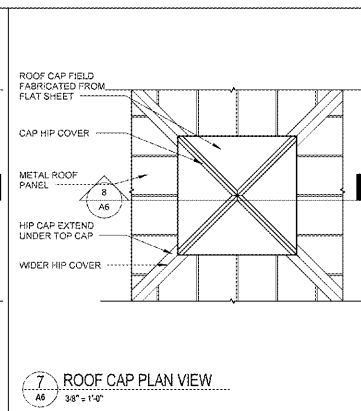 ROOF CAP FIELD
FABRICATED FROM
FLAT SHEET
CAP HIP COVER
METAL ROOF
PANEL
8
A6
HIP CAP EXTEND
UNDER TOP CAP
WIDER HIP COVER
7
A6
ROOF CAP PLAN VIEW
3/8" = 1'-0"